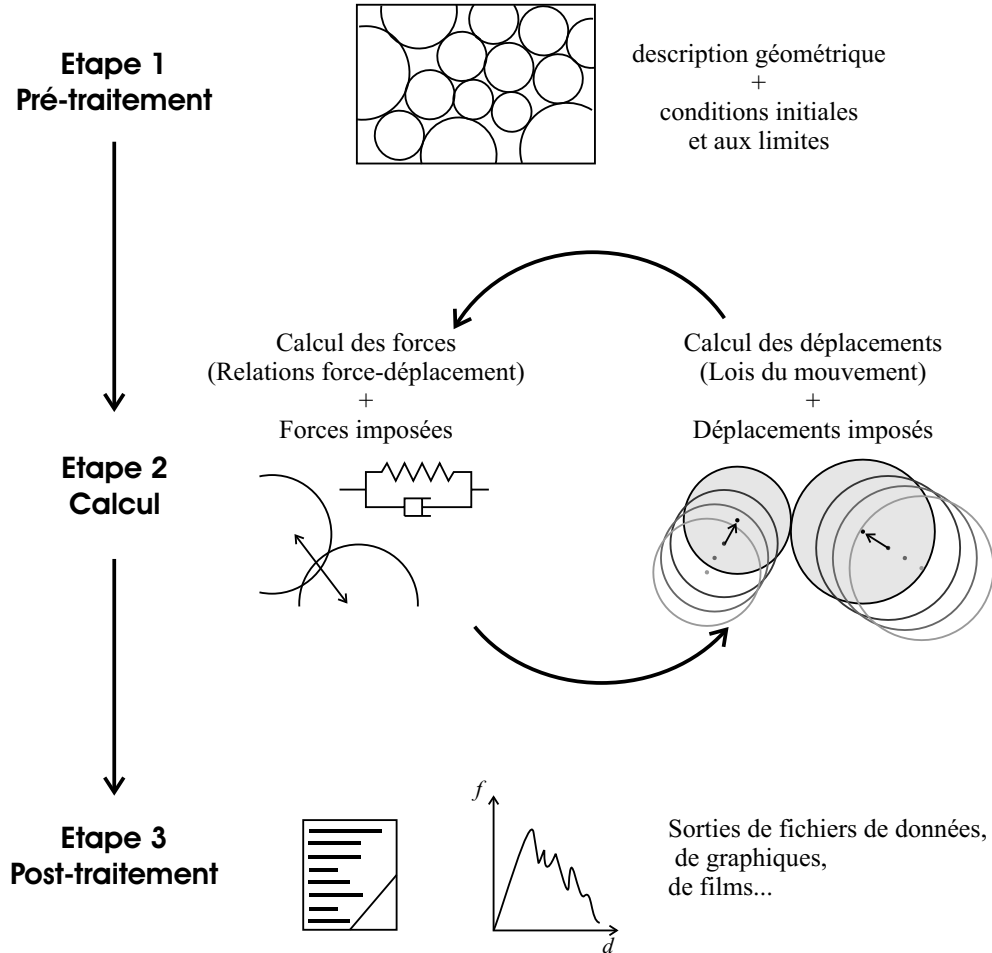 Etape 1
Pré-traitement
description géométrique
+
conditions initiales
et aux limites
Calcul des forces
(Relations force-déplacement)
+
Forces imposées
Calcul des déplacements
(Lois du mouvement)
+
Déplacements imposés
Etape 2
Calcul
Etape 3
Post-traitement
f
d
Sorties de fichiers de données,
de graphiques,
de films...